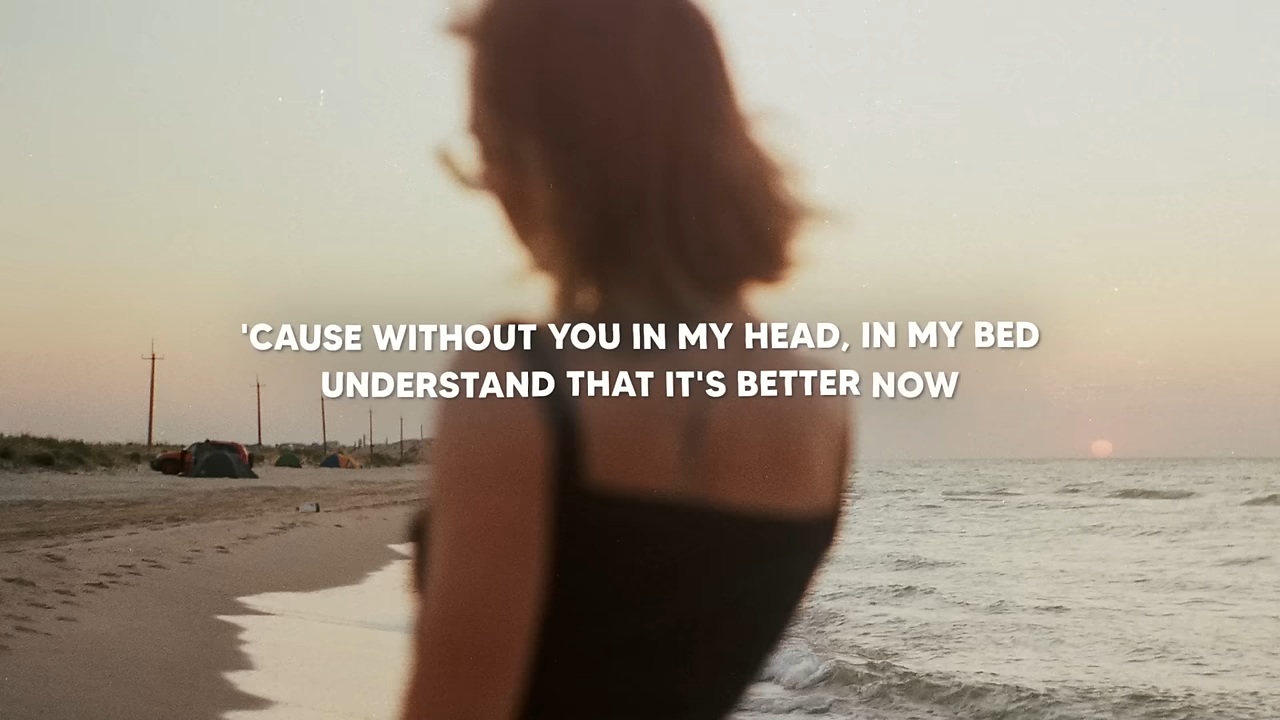 'CAUSE WITHOUT YOU IN MY HEAD, IN MY BED
UNDERSTAND THAT IT'S BETTER NOW